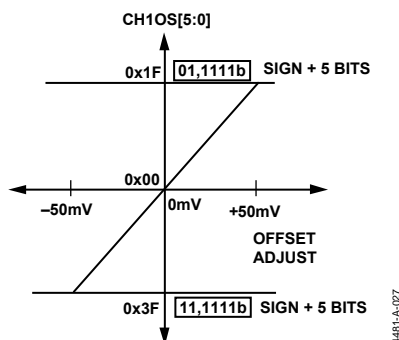 CH1OS[5:0]
0x1F 01,1111b SIGN + 5 BITS
0x00
–50mV 0mV +50mV
OFFSET
ADJUST
0x3F 11,1111b SIGN + 5 BITS